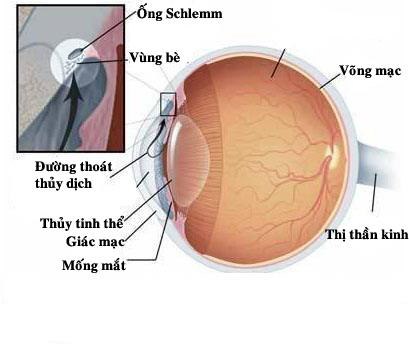 Ống Schlemm
Vùng bè
Võng mạc
Đường thoát
thủy dịch
Thủy tinh thể
Giác mạc
Mống mắt
Thị thần kinh